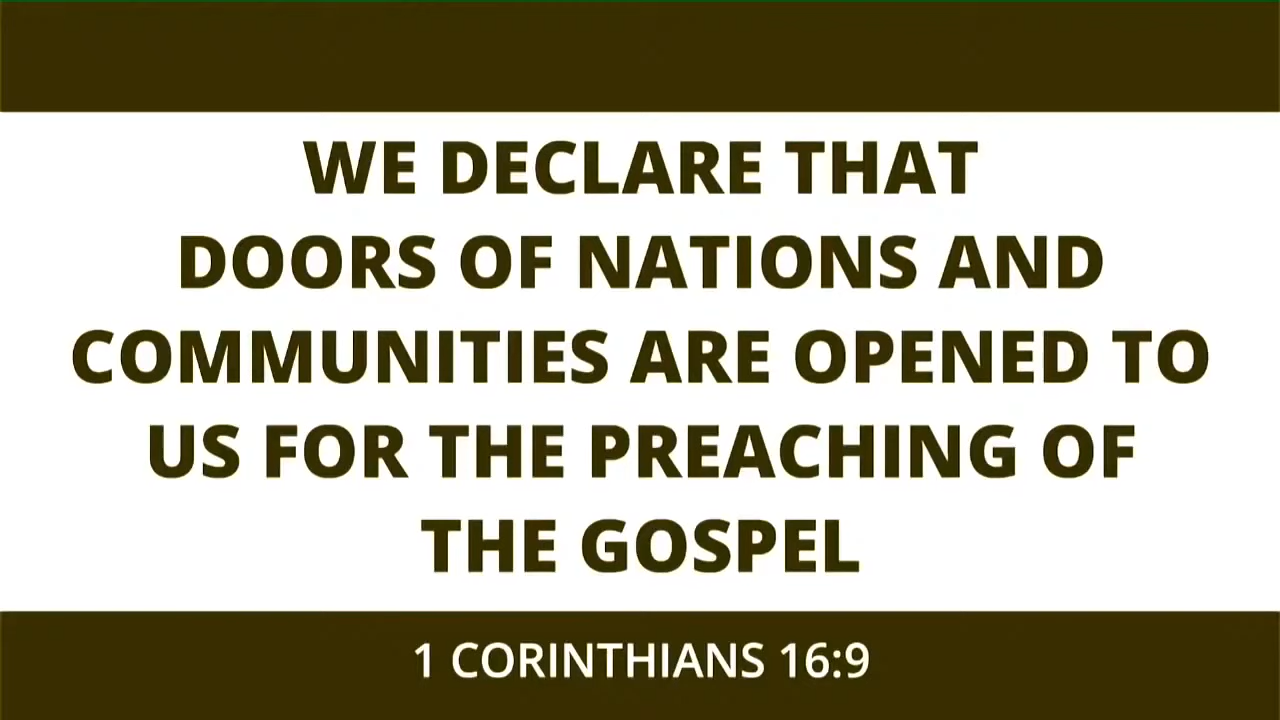 WE DECLARE THAT
DOORS OF NATIONS AND
COMMUNITIES ARE OPENED TO
US FOR THE PREACHING OF
THE GOSPEL
1 CORINTHIANS 16:9